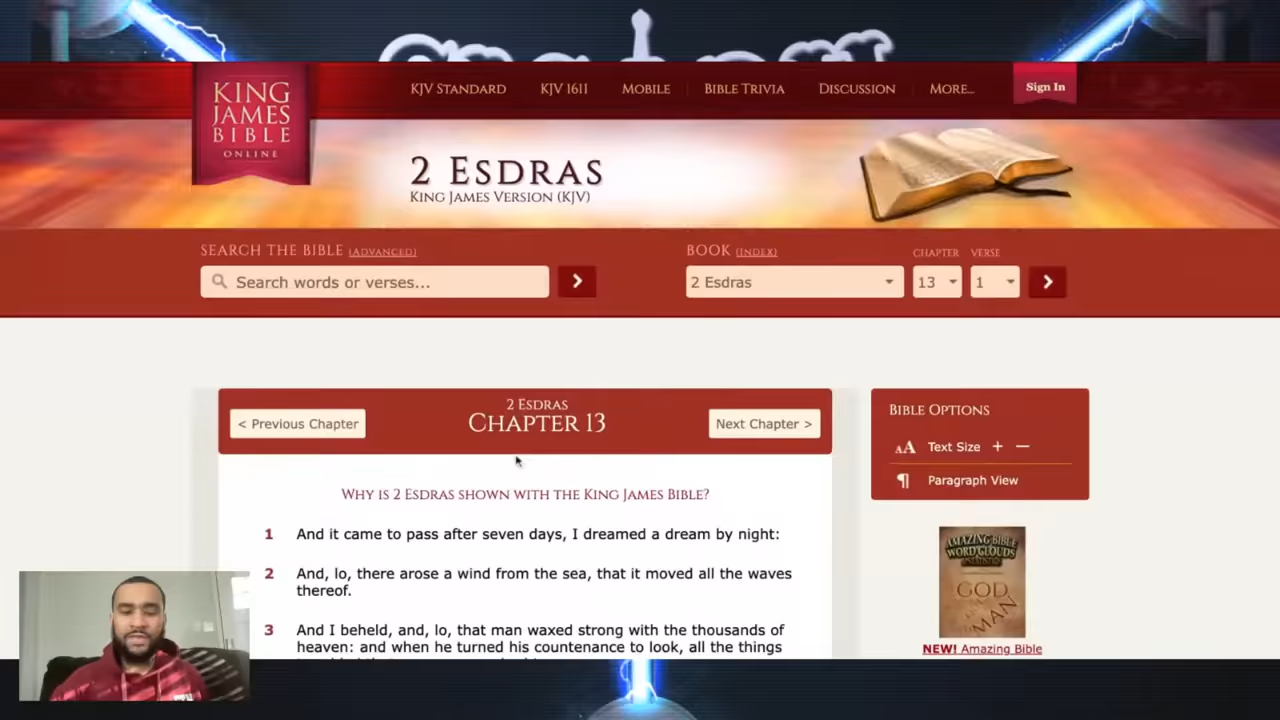 KING
JAMES
BIBLE
ONLINE
KJV STANDARD
KJV 1611
MOBILE
BIBLE TRIVIA
DISCUSSION
MORE...
Sign In
2 ESDRAS
KING JAMES VERSION (KJV)
SEARCH THE BIBLE (ADVANCED)
Search words or verses...
BOOK (INDEX)
CHAPTER
VERSE
2 Esdras
13
1
< Previous Chapter
2 ESDRAS
CHAPTER 13
Next Chapter >
WHY IS 2 ESDRAS SHOWN WITH THE KING JAMES BIBLE?
1 And it came to pass after seven days, I dreamed a dream by night:
2 And, lo, there arose a wind from the sea, that it moved all the waves
thereof.
3 And I beheld, and, lo, that man waxed strong with the thousands of
heaven: and when he turned his countenance to look, all the things
BIBLE OPTIONS
AA Text Size + —
¶ Paragraph View
AMAZING BIBLE
WORD CLOUDS
GOD
MAN
NEW! Amazing Bible